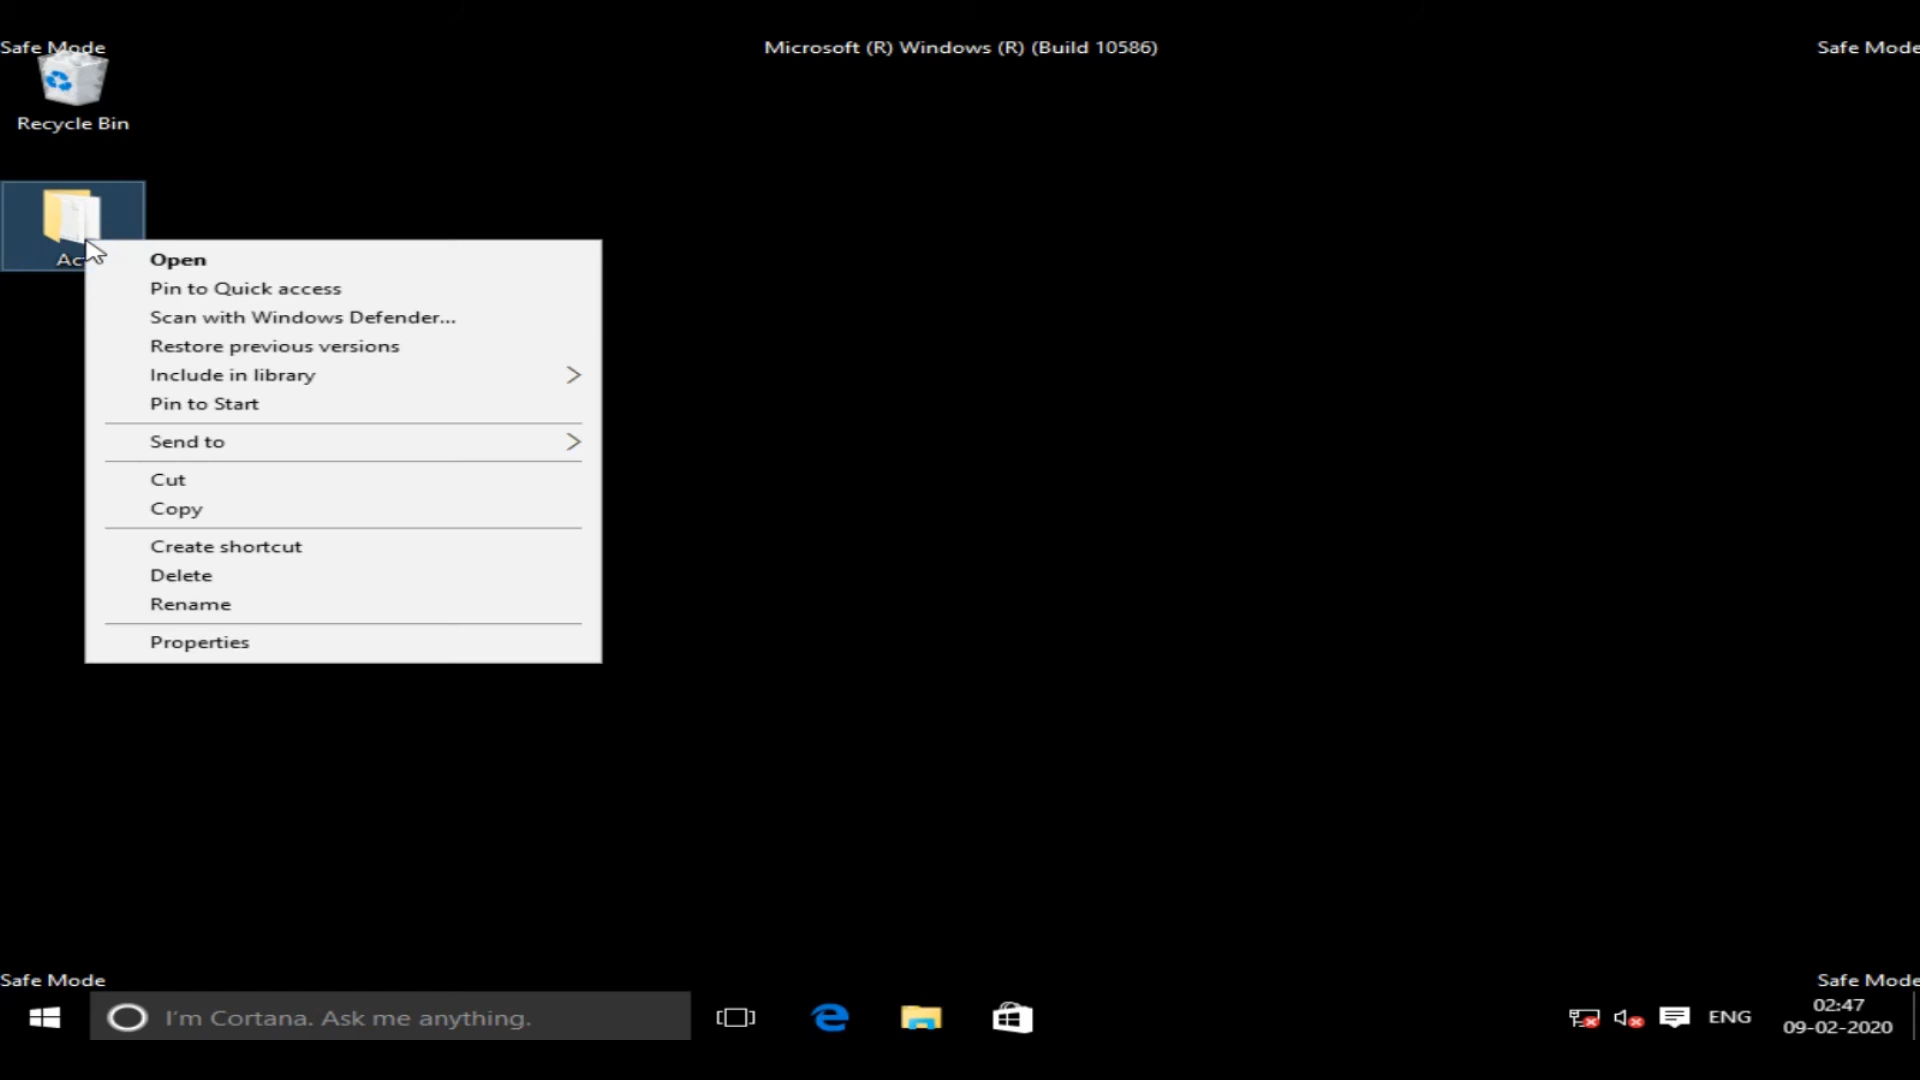 Safe Mode
Microsoft (R) Windows (R) (Build 10586)
Safe Mode
Recycle Bin
Open
Pin to Quick access
Scan with Windows Defender...
Restore previous versions
Include in library
Pin to Start
Send to
Cut
Copy
Create shortcut
Delete
Rename
Properties
Safe Mode
Safe Mode
I'm Cortana. Ask me anything.
ENG
02:47
09-02-2020